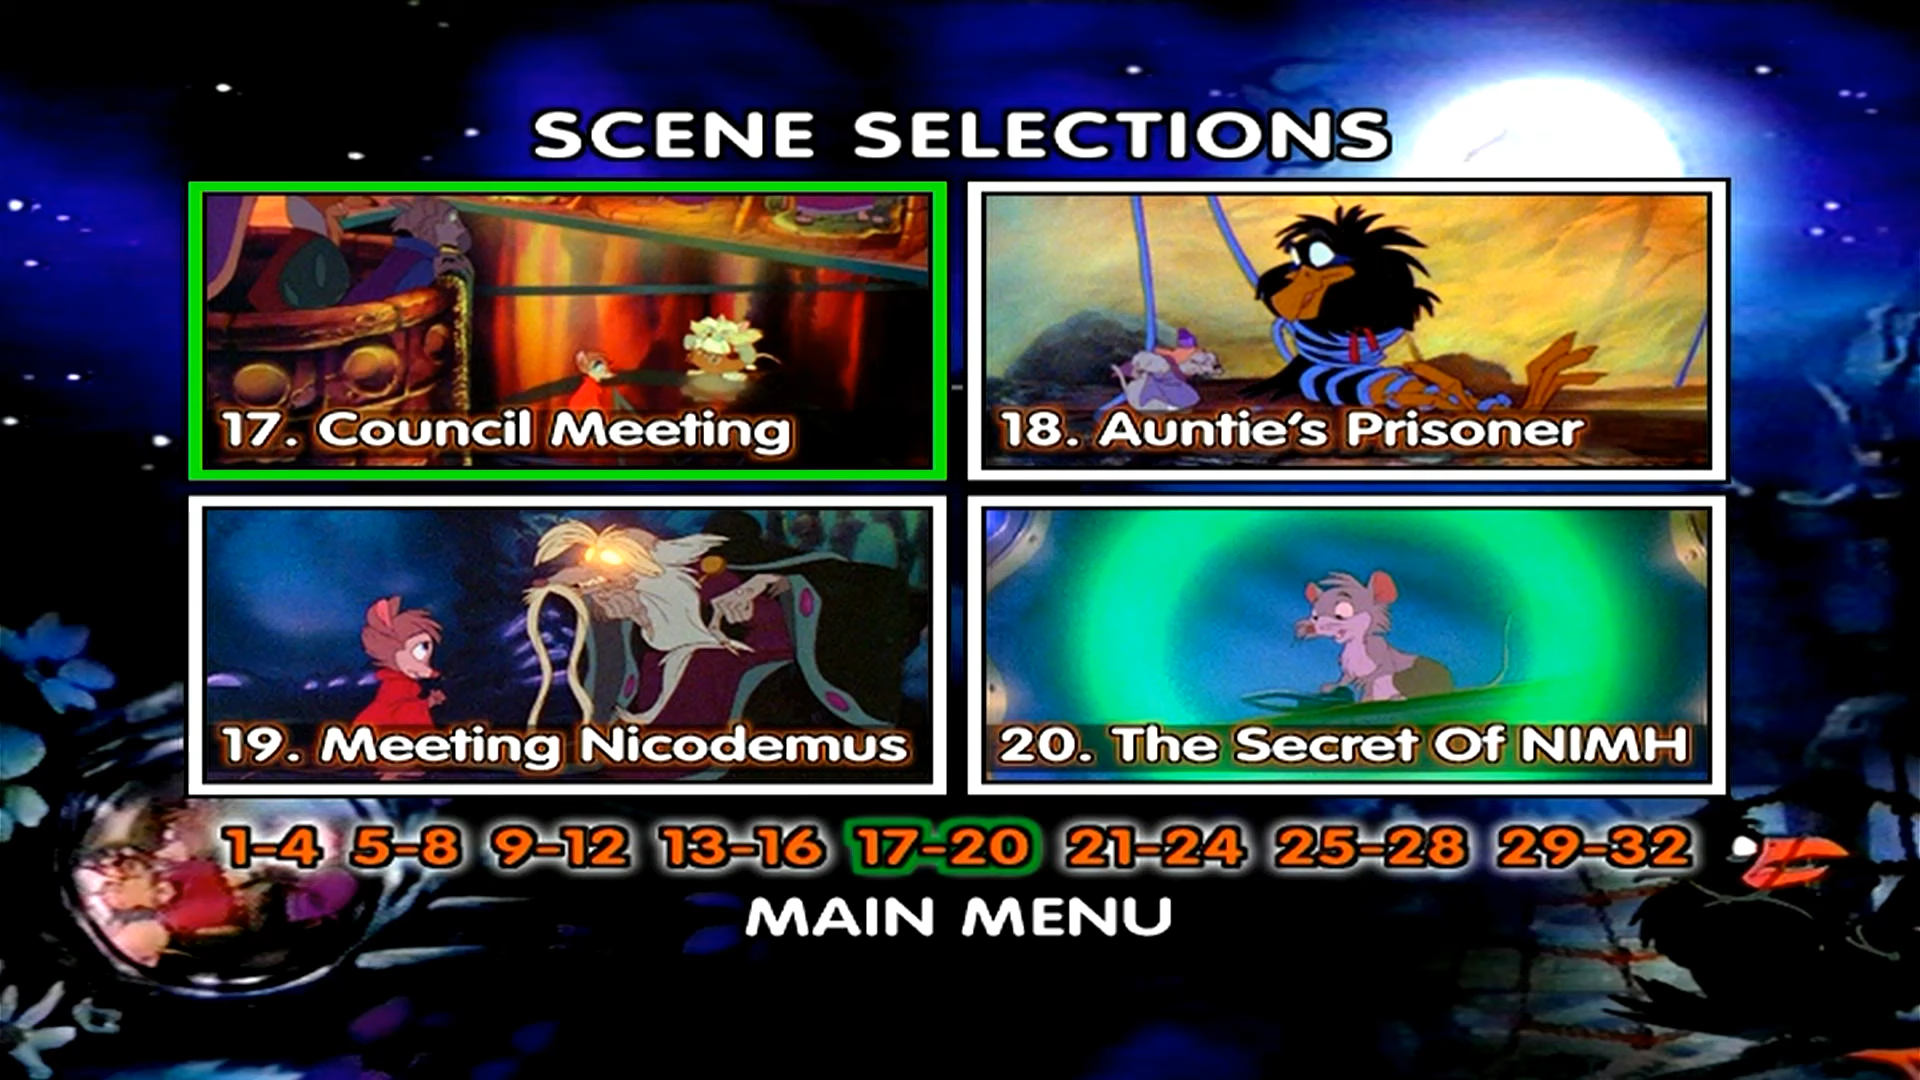 SCENE SELECTIONS
17. Council Meeting
18. Auntie's Prisoner
19. Meeting Nicodemus
20. The Secret Of NIMH
1-4 5-8 9-12 13-16 17-20 21-24 25-28 29-32
MAIN MENU